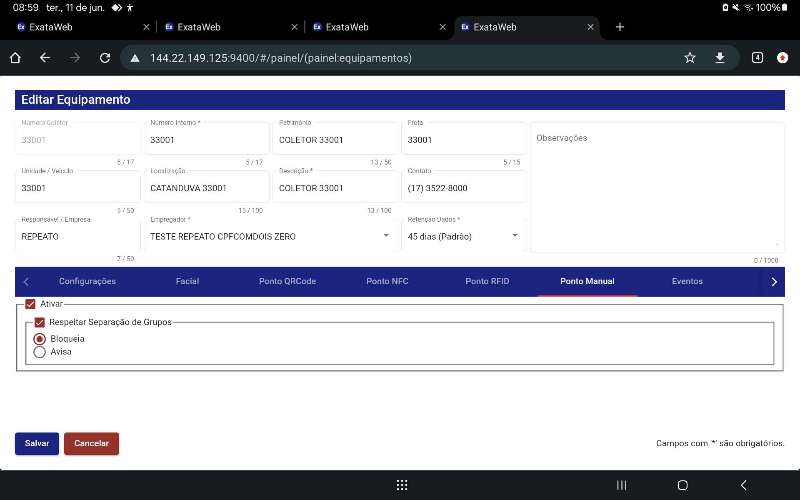 08:59 ter., 11 de jun. 100%
ExataWeb ExataWeb ExataWeb ExataWeb
144.22.149.125:9400/#/painel/(painel:equipamentos) 4
Editar Equipamento
Número Coletor Número Interno * Patrimônio Frota
33001 33001 COLETOR 33001 33001 Observações
5 / 17 5 / 17 13 / 50 5 / 15
Unidade / Veículo Localização Descrição * Contato
33001 CATANDUVA 33001 COLETOR 33001 (17) 3522-8000
5 / 50 15 / 100 13 / 100
Responsável / Empresa Empregador * Retenção Dados *
REPEATO TESTE REPEATO CPFCOMDOIS ZERO 45 dias (Padrão)
7 / 50 0 / 1000
Configurações Facial Ponto QRCode Ponto NFC Ponto RFID Ponto Manual Eventos
Ativar
Respeitar Separação de Grupos
Bloqueia
Avisa
Salvar Cancelar Campos com '*' são obrigatórios.